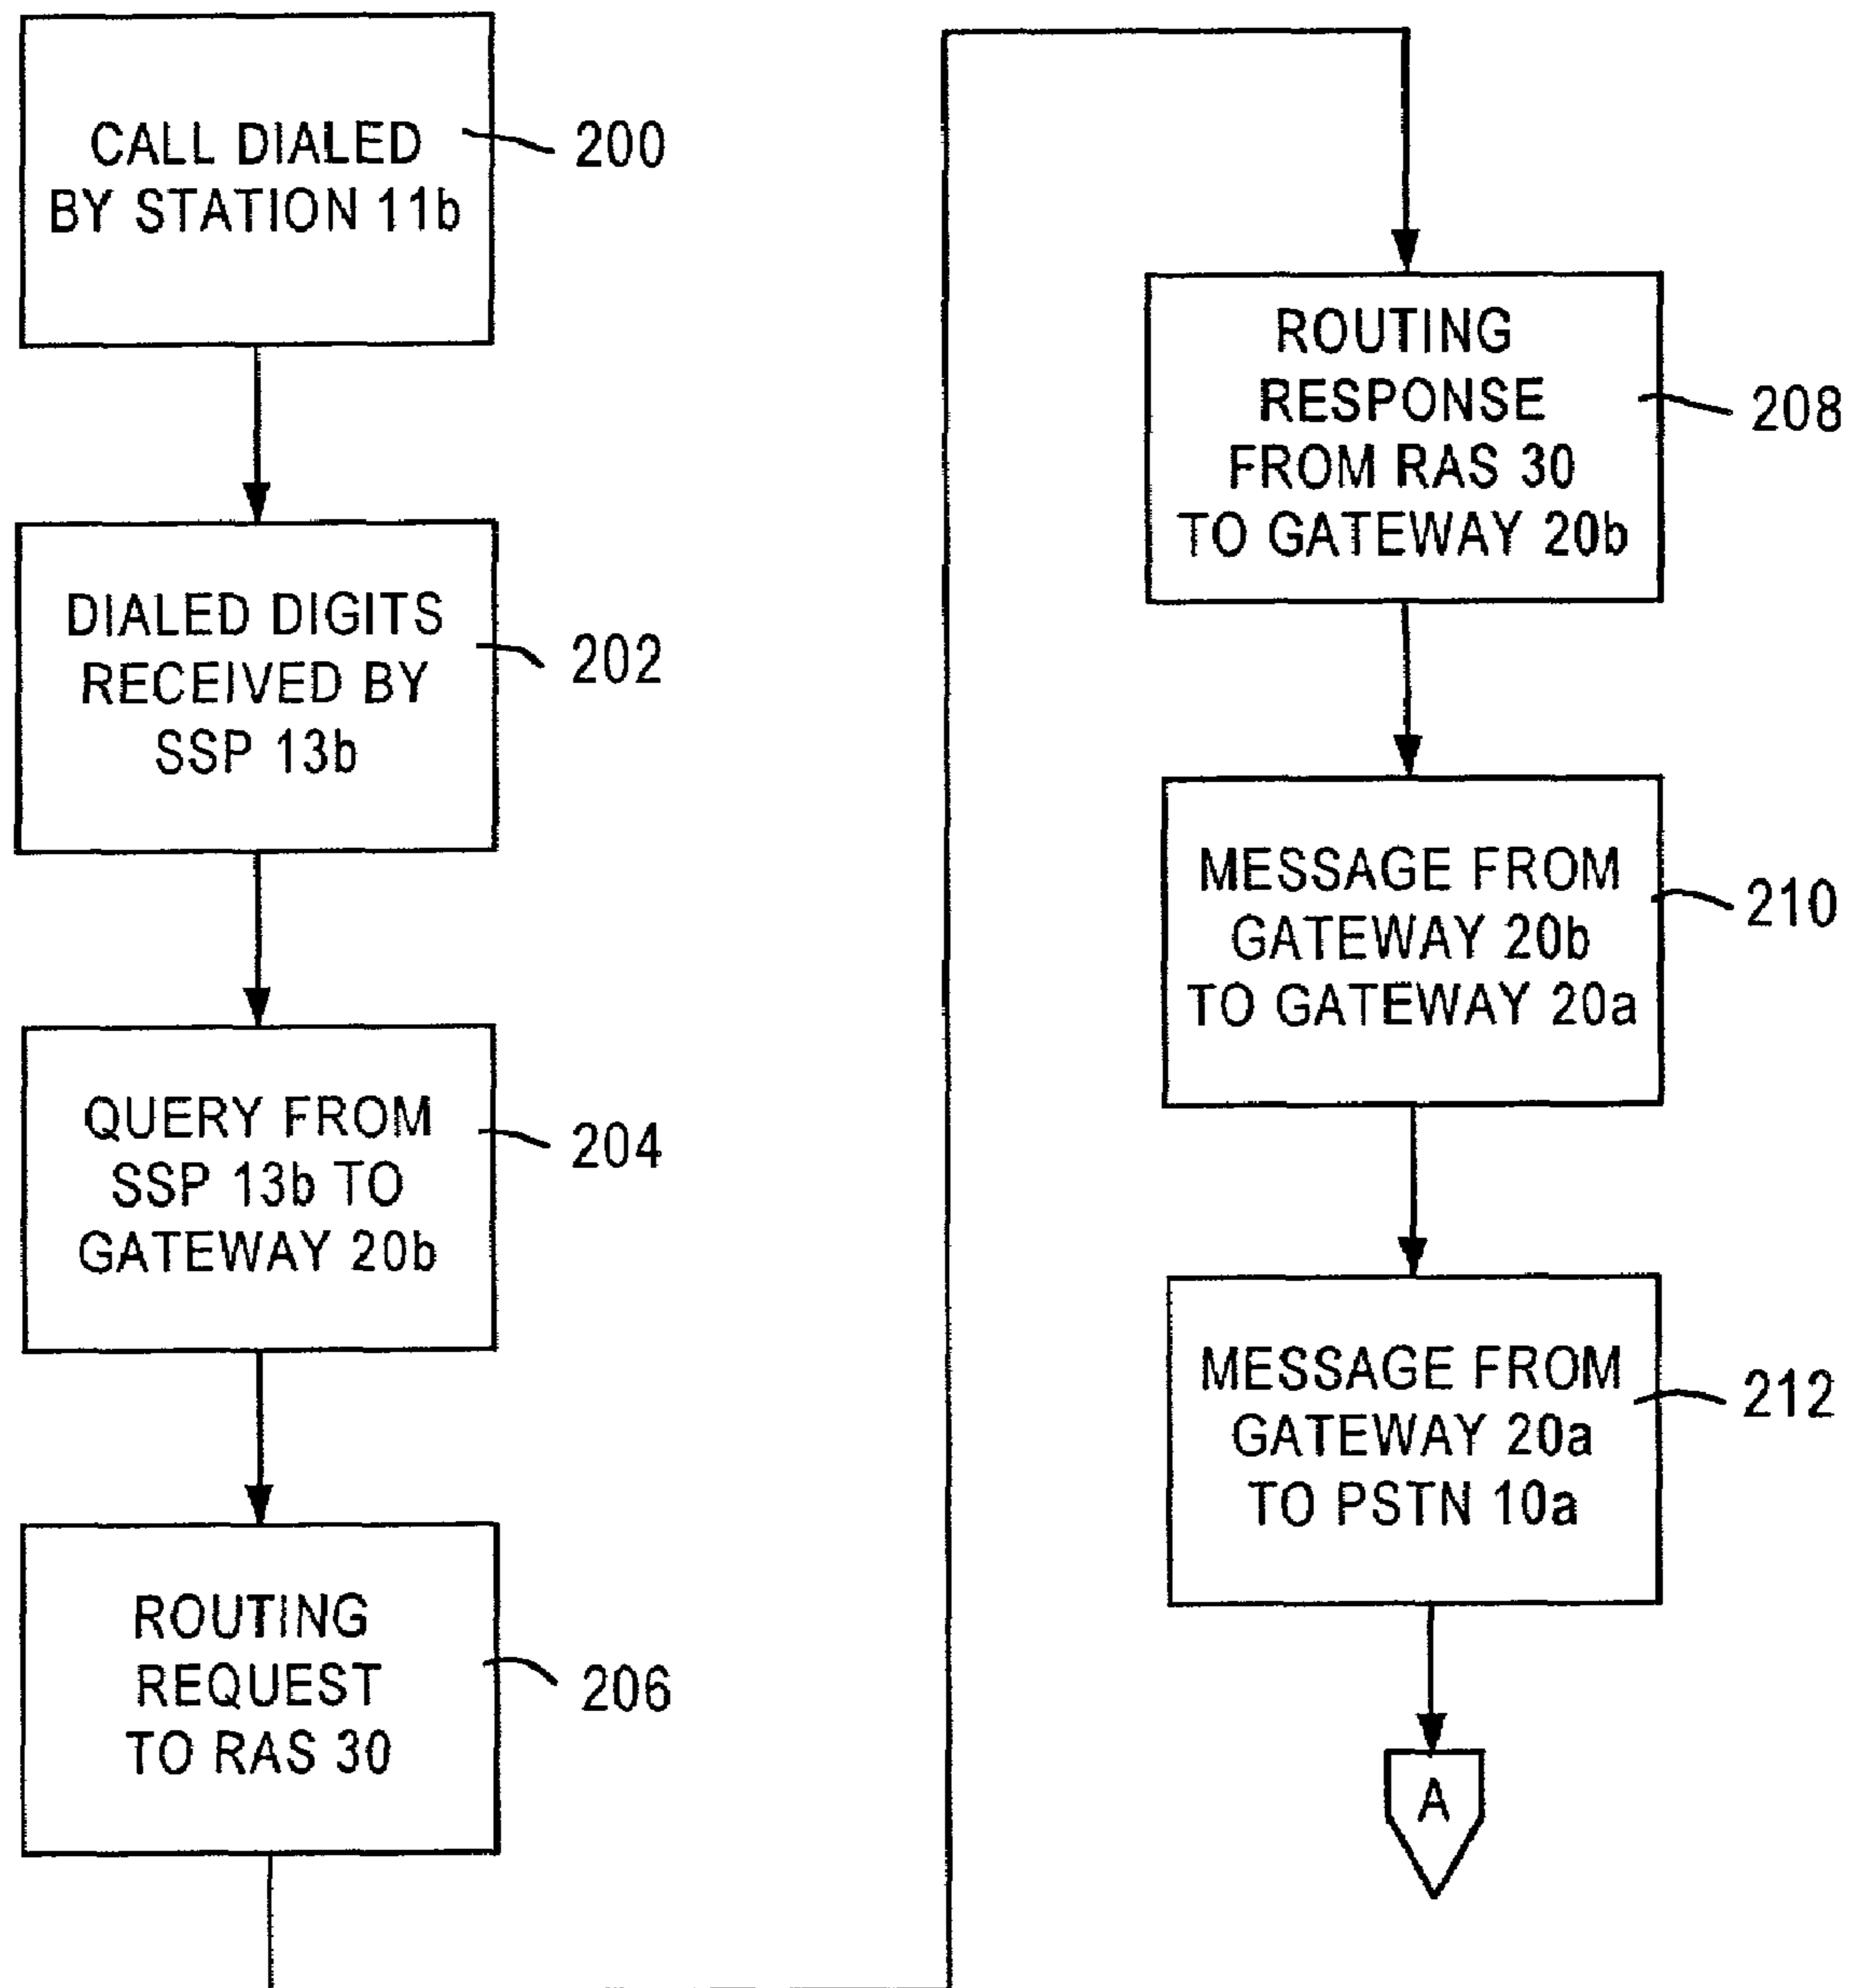 CALL DIALED
BY STATION 11b
200
DIALED DIGITS
RECEIVED BY
SSP 13b
202
QUERY FROM
SSP 13b TO
GATEWAY 20b
204
ROUTING
REQUEST
TO RAS 30
206
ROUTING
RESPONSE
FROM RAS 30
TO GATEWAY 20b
208
MESSAGE FROM
GATEWAY 20b
TO GATEWAY 20a
210
MESSAGE FROM
GATEWAY 20a
TO PSTN 10a
212
A